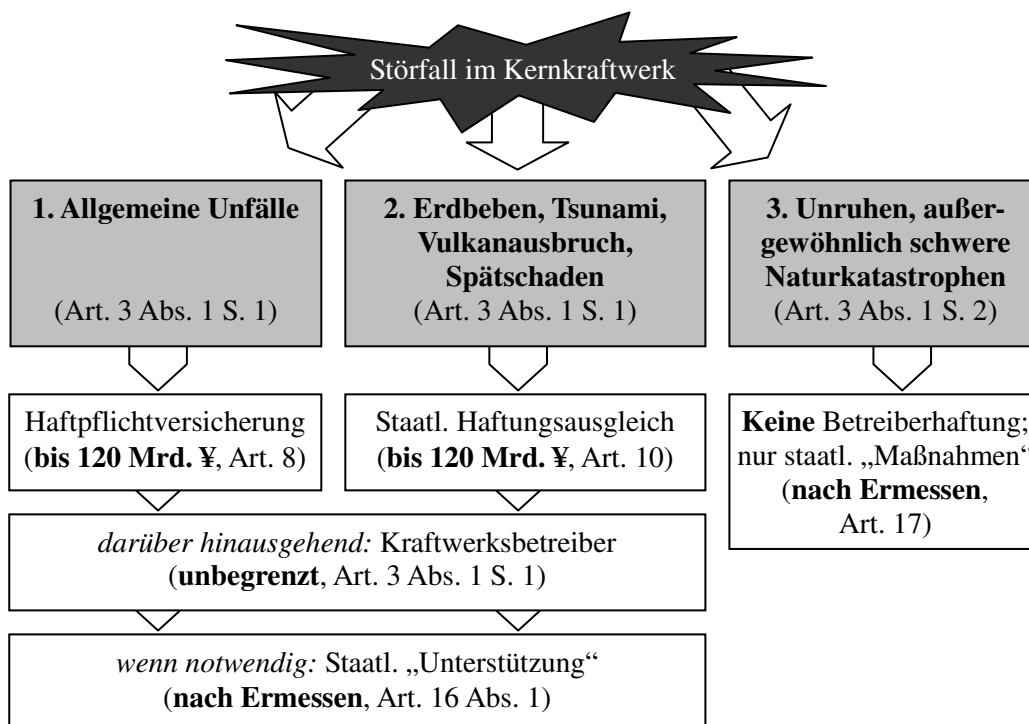 Störfall im Kernkraftwerk
1. Allgemeine Unfälle
(Art. 3 Abs. 1 S. 1)
2. Erdbeben, Tsunami,
Vulkanausbruch,
Spätschaden
(Art. 3 Abs. 1 S. 1)
3. Unruhen, außer-
gewöhnlich schwere
Naturkatastrophen
(Art. 3 Abs. 1 S. 2)
Haftpflichtversicherung
(bis 120 Mrd. ¥, Art. 8)
Staatl. Haftungsausgleich
(bis 120 Mrd. ¥, Art. 10)
Keine Betreiberhaftung;
nur staatl. „Maßnahmen“
(nach Ermessen,
Art. 17)
darüber hinausgehend: Kraftwerksbetreiber
(unbegrenzt, Art. 3 Abs. 1 S. 1)
wenn notwendig: Staatl. „Unterstützung“
(nach Ermessen, Art. 16 Abs. 1)